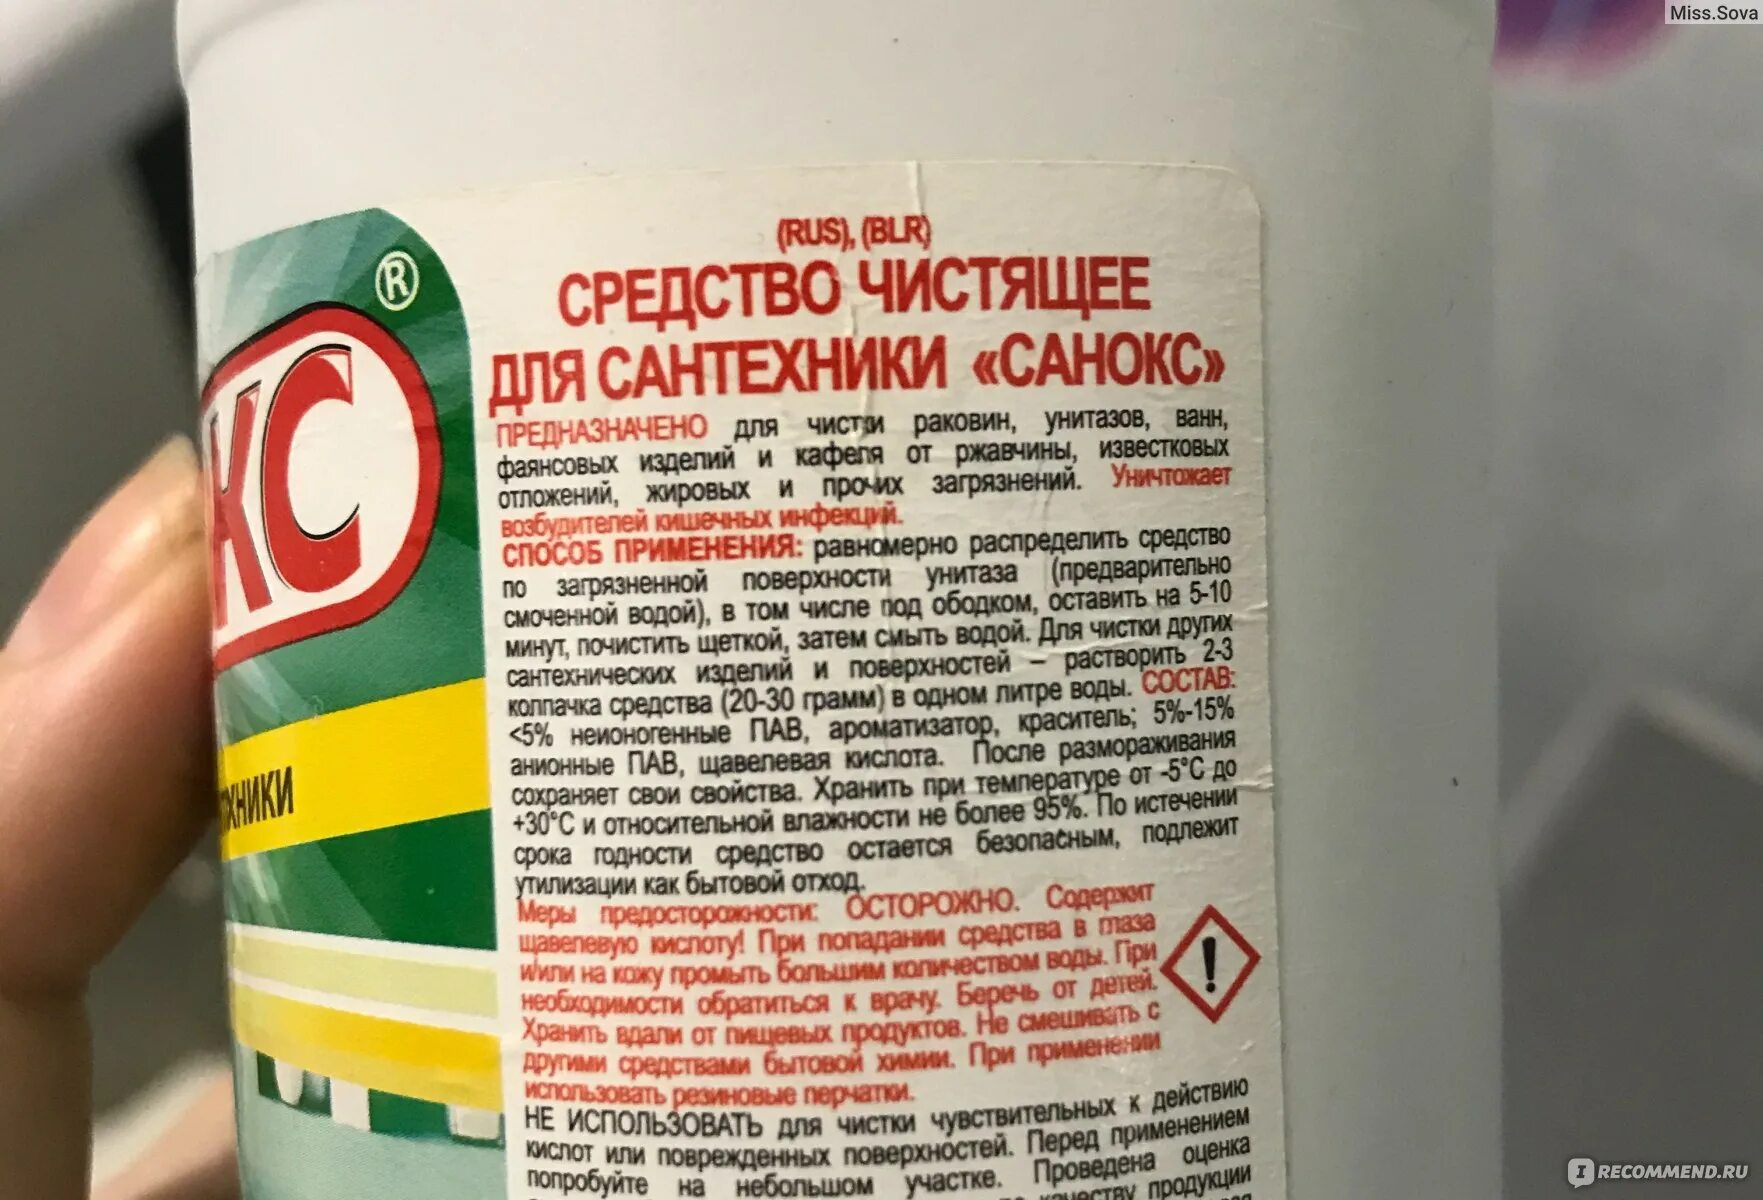 Miss.Sova
(RUS), (BLR)
®
СРЕДСТВО ЧИСТЯЩЕЕ
ДЛЯ САНТЕХНИКИ «САНОКС»
КС
ХНИКИ
ПРЕДНАЗНАЧЕНО для чистки раковин, унитазов, ванн,
фаянсовых изделий и кафеля от ржавчины, известковых
отложений, жировых и прочих загрязнений. Уничтожает
возбудителей кишечных инфекций.
СПОСОБ ПРИМЕНЕНИЯ: равномерно распределить средство
по загрязненной поверхности унитаза (предварительно
смоченной водой), в том числе под ободком, оставить на 5-10
минут, почистить щеткой, затем смыть водой. Для чистки других
сантехнических изделий и поверхностей – растворить 2-3
колпачка средства (20-30 грамм) в одном литре воды. СОСТАВ:
<5% неионогенные ПАВ, ароматизатор, краситель; 5%-15%
анионные ПАВ, щавелевая кислота. После размораживания
сохраняет свои свойства. Хранить при температуре от -5°С до
+30°С и относительной влажности не более 95%. По истечении
срока годности средство остается безопасным, подлежит
утилизации как бытовой отход.
Меры предосторожности: ОСТОРОЖНО. Содержит
щавелевую кислоту! При попадании средства в глаза
и/или на кожу промыть большим количеством воды. При
необходимости обратиться к врачу. Беречь от детей.
Хранить вдали от пищевых продуктов. Не смешивать с
другими средствами бытовой химии. При применении
использовать резиновые перчатки.
НЕ ИСПОЛЬЗОВАТЬ для чистки чувствительных к действию
кислот или поврежденных поверхностей. Перед применением
попробуйте на небольшом участке. Проведена оценка
качеству продукции
IRECOMMEND.RU